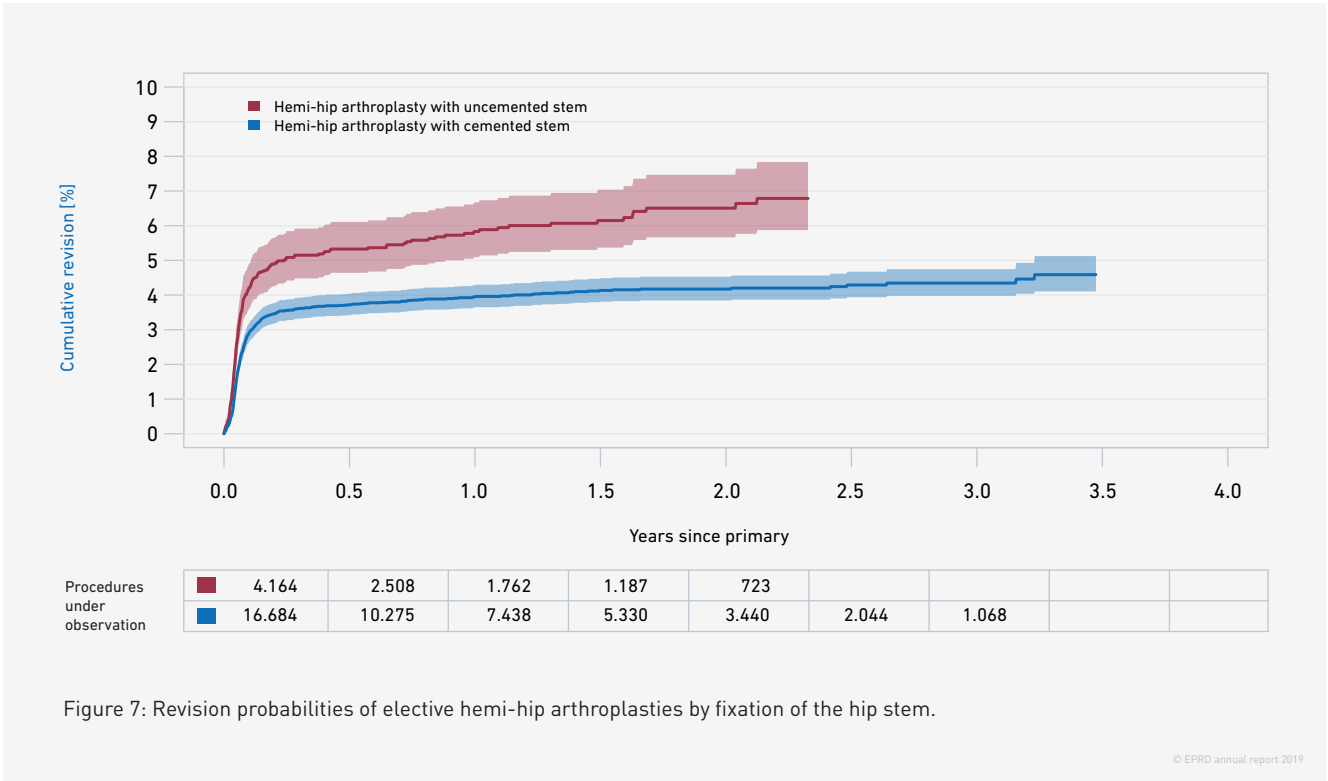 10
Hemi-hip arthroplasty with uncemented stem
9
Hemi-hip arthroplasty with cemented stem
8
7
6
5
4
3
2
1
0
Cumulative revision [%]
0.0 0.5 1.0 1.5 2.0 2.5 3.0 3.5 4.0
Years since primary
Procedures
under
observation
4.164 2.508 1.762 1.187 723
16.684 10.275 7.438 5.330 3.440 2.044 1.068
Figure 7: Revision probabilities of elective hemi-hip arthroplasties by fixation of the hip stem.
© EPRD annual report 2019